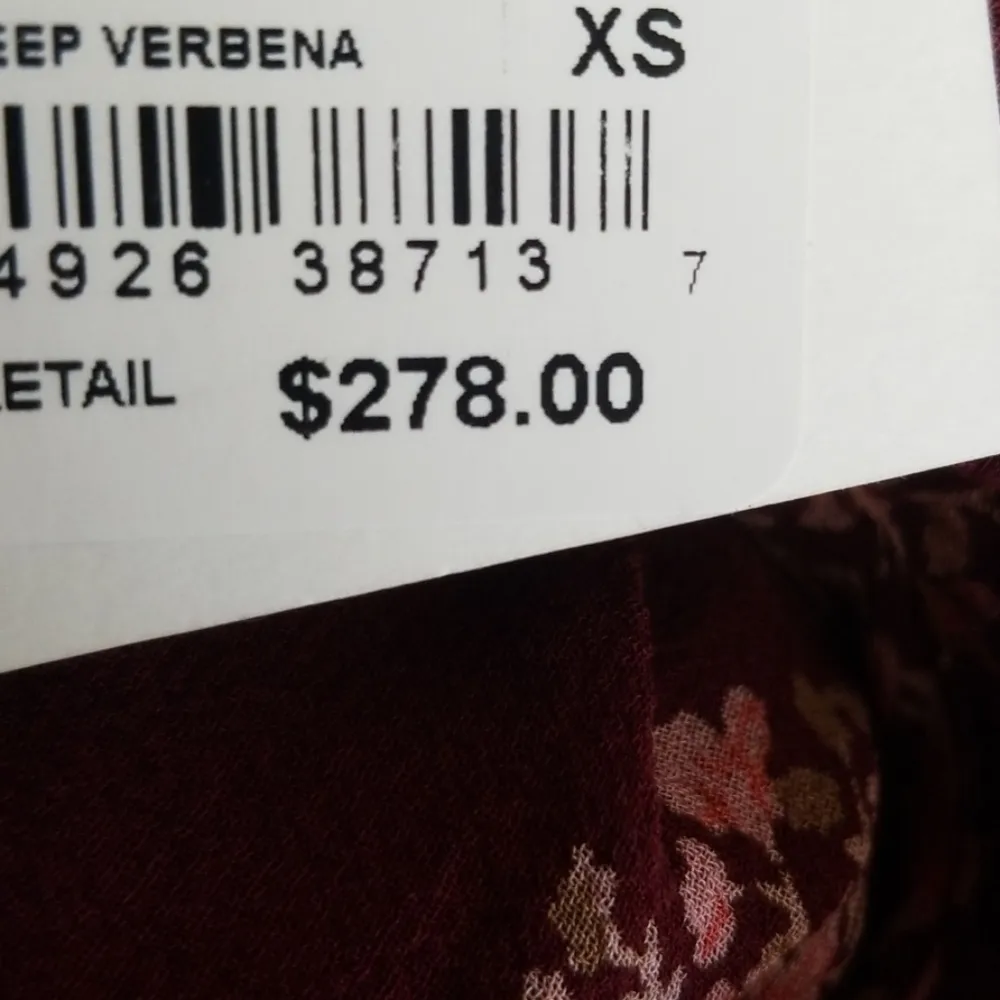 EEP VERBENA XS
4926 38713 7
ETAIL $278.00